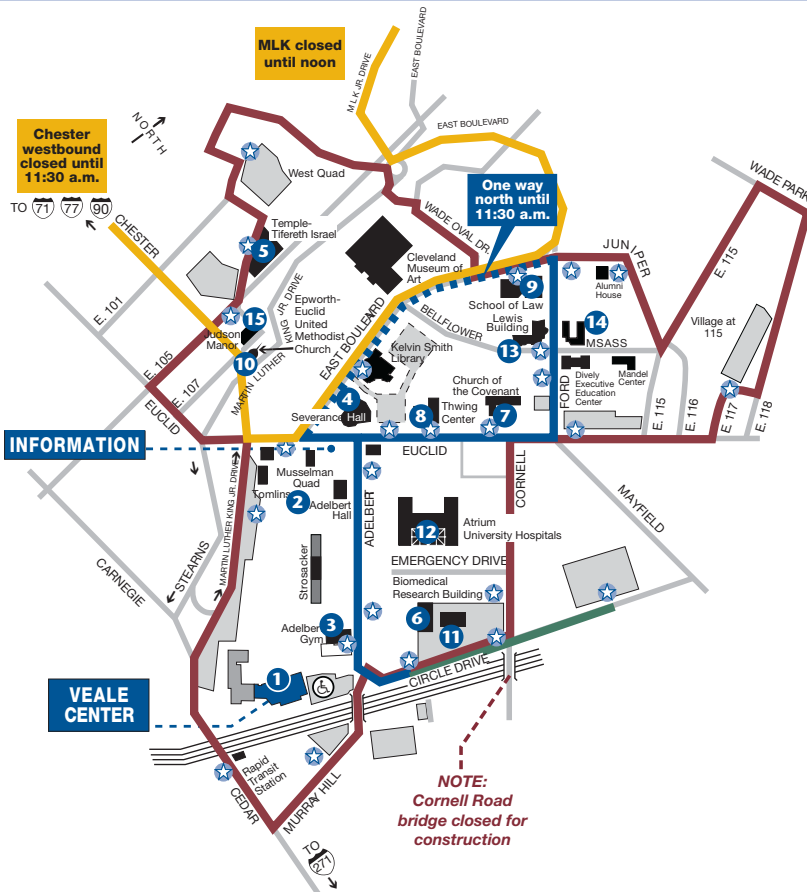 MLK closed
until noon
M L K JR. DRIVE
EAST BOULEVARD
EAST BOULEVARD
NORTH
Chester
westbound
closed until
11:30 a.m.
TO 71 77 90
CHESTER
West Quad
One way
north until
11:30 a.m.
WADE OVAL DR.
WADE PARK
JUNIPER
E. 115
Temple-
Tifereth Israel
5
Cleveland
Museum of
Art
9
School of Law
Alumni
House
E. 101
JR. DRIVE
KING
MARTIN LUTHER
15
Judson
Manor
Epworth-
Euclid
United
Methodist
Church
10
EAST BOULEVARD
BELLFLOWER
Lewis
Building
13
14
MSASS
Village at
115
Kelvin Smith
Library
E. 105
E. 107
EUCLID
4
Severance Hall
8
Thwing
Center
Church of
the Covenant
7
FORD
Dively
Executive
Education
Center
Mandel
Center
E. 115
E. 116
E. 117
E. 118
INFORMATION
EUCLID
CORNELL
MAYFIELD
Musselman
Quad
Tomlins
2
Adelbert
Hall
ADELBERT
MARTIN LUTHER KING JR. DRIVE
STEARNS
CARNEGIE
12
Atrium
University Hospitals
EMERGENCY DRIVE
Strosacker
Biomedical
Research Building
3
Adelber
Gym
6
11
CIRCLE DRIVE
VEALE
CENTER
1
Rapid
Transit
Station
CEDAR
MURRAY HILL
TO
271
NOTE:
Cornell Road
bridge closed for
construction